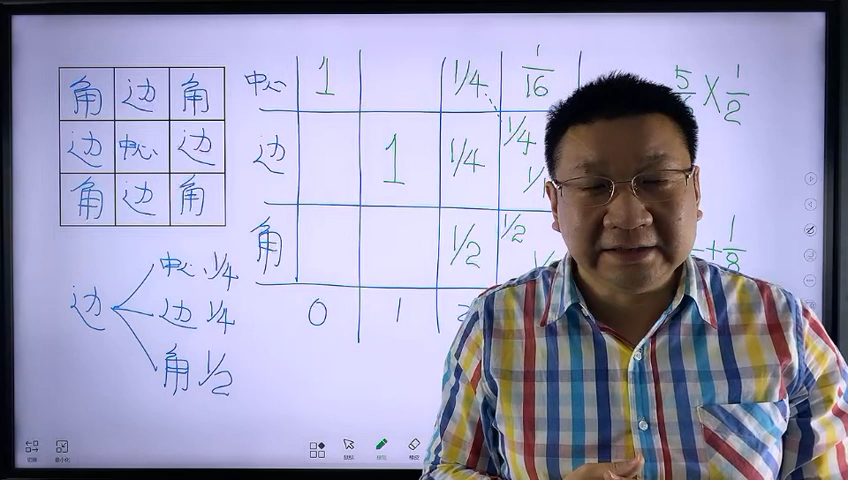 角 边 角
边 中心 边
角 边 角
中心 1 1/4 1/16
边 1 1/4 1/4
角 1/2 1/2
0 1
边
中心 1/4
边 1/4
角 1/2
× 1/2
+ 1/8